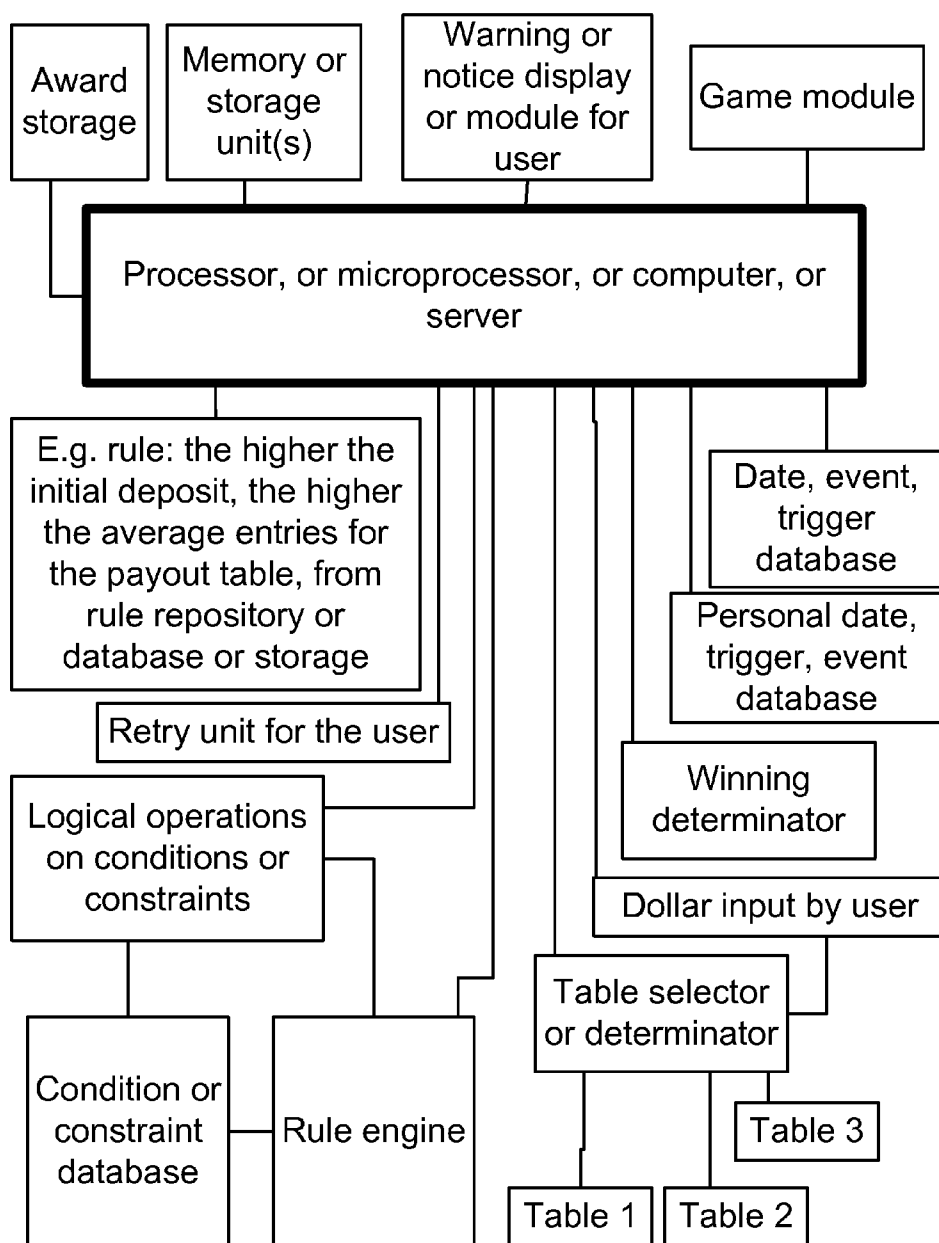 Award
storage
Memory or
storage
unit(s)
Warning or
notice display
or module for
user
Game module
Processor, or microprocessor, or computer, or
server
E.g. rule: the higher the
initial deposit, the higher
the average entries for
the payout table, from
rule repository or
database or storage
Date, event,
trigger
database
Personal date,
trigger, event
database
Retry unit for the user
Winning
determinator
Logical operations
on conditions or
constraints
Dollar input by user
Table selector
or determinator
Condition or
constraint
database
Rule engine
Table 3
Table 1
Table 2